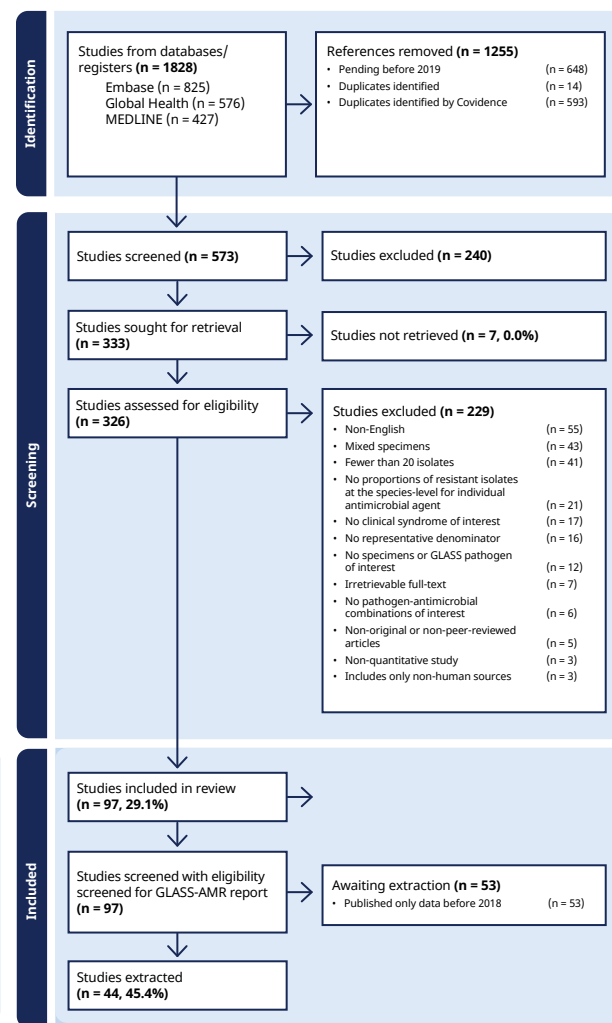 Identification
Studies from databases/
registers (n = 1828)
Embase (n = 825)
Global Health (n = 576)
MEDLINE (n = 427)
References removed (n = 1255)
• Pending before 2019 (n = 648)
• Duplicates identified (n = 14)
• Duplicates identified by Covidence (n = 593)
Screening
Studies screened (n = 573)
Studies excluded (n = 240)
Studies sought for retrieval
(n = 333)
Studies not retrieved (n = 7, 0.0%)
Studies assessed for eligibility
(n = 326)
Studies excluded (n = 229)
• Non-English (n = 55)
• Mixed specimens (n = 43)
• Fewer than 20 isolates (n = 41)
• No proportions of resistant isolates
at the species-level for individual
antimicrobial agent (n = 21)
• No clinical syndrome of interest (n = 17)
• No representative denominator (n = 16)
• No specimens or GLASS pathogen
of interest (n = 12)
• Irretrievable full-text (n = 7)
• No pathogen-antimicrobial
combinations of interest (n = 6)
• Non-original or non-peer-reviewed
articles (n = 5)
• Non-quantitative study (n = 3)
• Includes only non-human sources (n = 3)
Included
Studies included in review
(n = 97, 29.1%)
Studies screened with eligibility
screened for GLASS-AMR report
(n = 97)
Awaiting extraction (n = 53)
• Published only data before 2018 (n = 53)
Studies extracted
(n = 44, 45.4%)